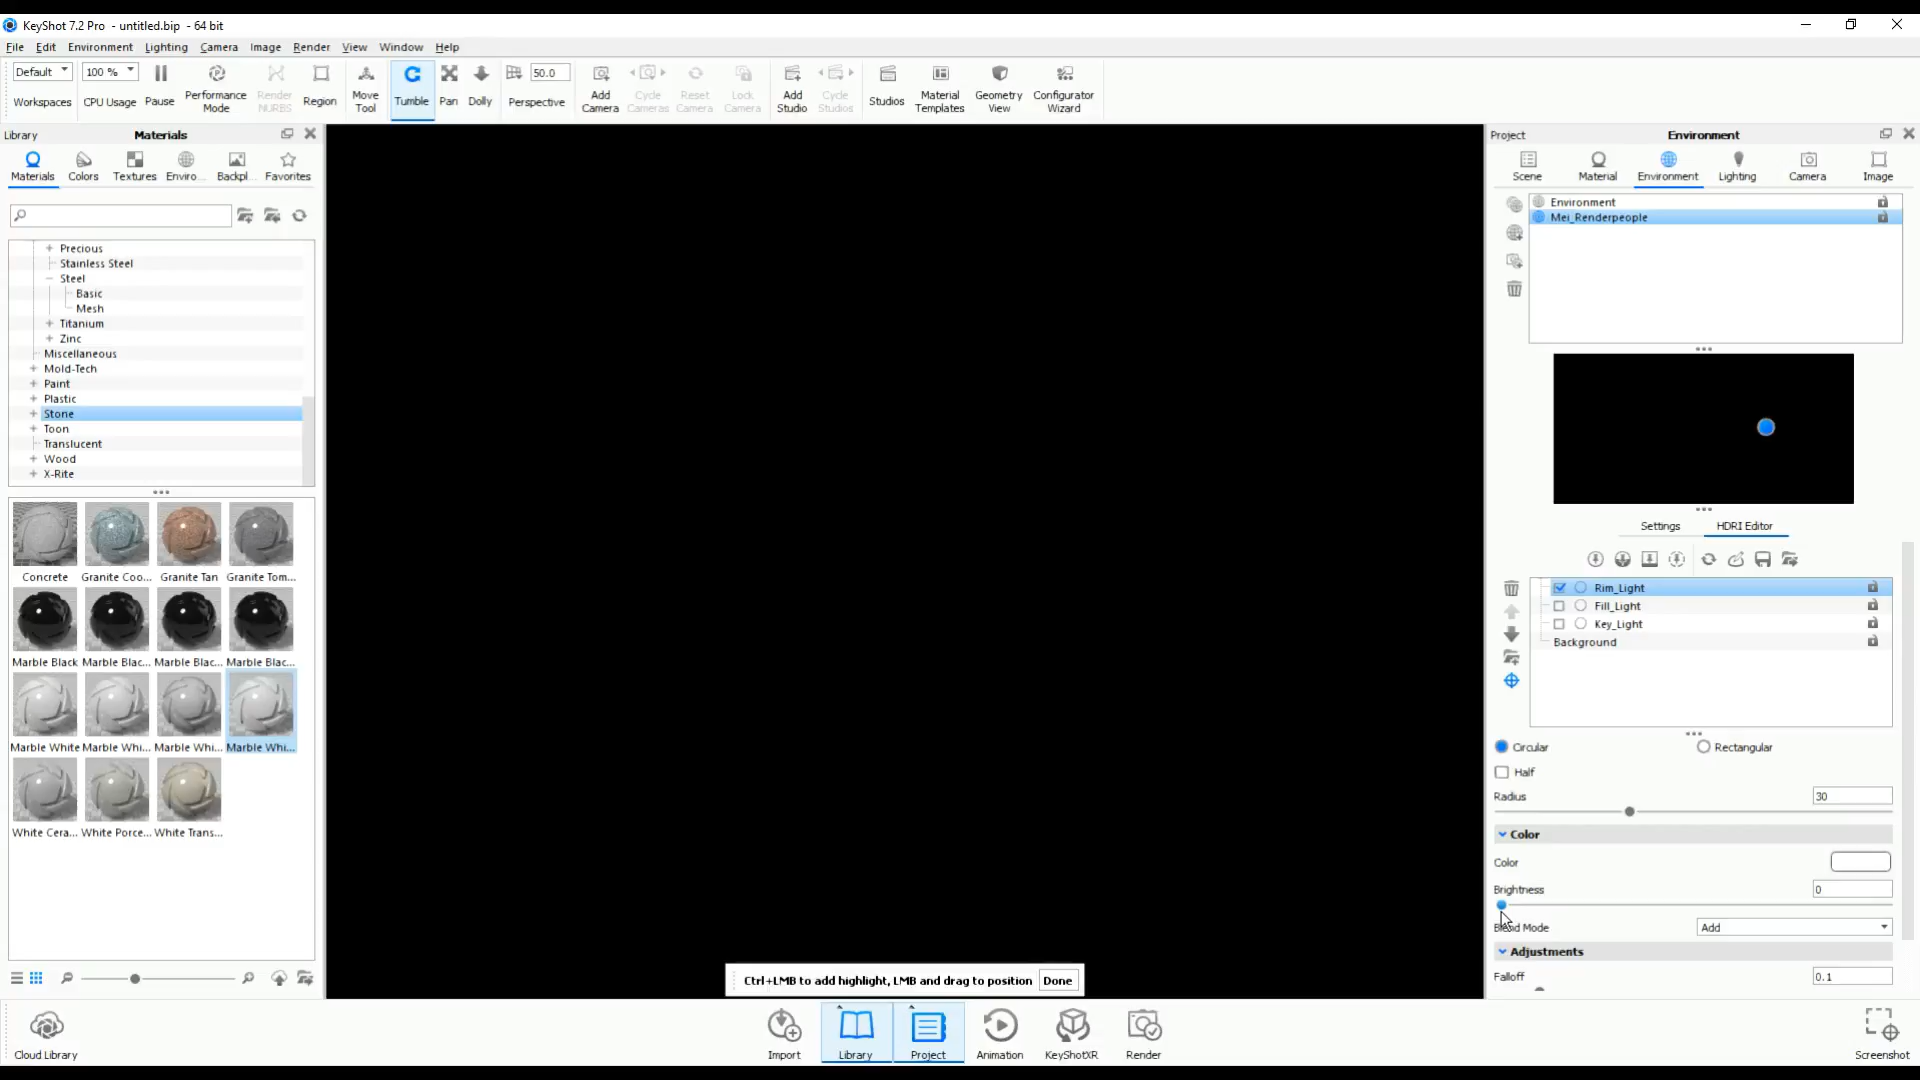 KeyShot 7.2 Pro - untitled.bip - 64 bit
File Edit Environment Lighting Camera Image Render View Window Help
Default 100 % 50.0
Workspaces CPU Usage Pause Performance Mode Render NURBS Region Move Tool Tumble Pan Dolly Perspective Add Camera Cycle Cameras Reset Camera Lock Camera Add Studio Cycle Studios Studios Material Templates Geometry View Configurator Wizard
Library Materials
Materials Colors Textures Enviro... Backpl... Favorites
Precious
Stainless Steel
Steel
Basic
Mesh
Titanium
Zinc
Miscellaneous
Mold-Tech
Paint
Plastic
Stone
Toon
Translucent
Wood
X-Rite
Concrete Granite Coo... Granite Tan Granite Tom...
Marble Black Marble Blac... Marble Blac... Marble Blac...
Marble White Marble Whi... Marble Whi... Marble Whi...
White Cera... White Porce... White Trans...
Ctrl+LMB to add highlight, LMB and drag to position Done
Project Environment
Scene Material Environment Lighting Camera Image
Environment
Mei_Renderpeople
Settings HDRI Editor
Rim_Light
Fill_Light
Key_Light
Background
Circular Rectangular
Half
Radius 30
Color
Color
Brightness 0
Blend Mode Add
Adjustments
Falloff 0.1
Cloud Library Import Library Project Animation KeyShotXR Render Screenshot